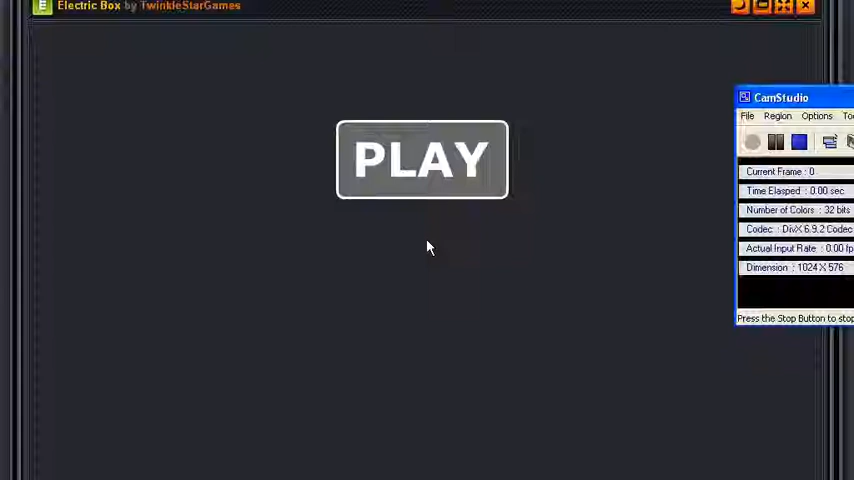 Electric Box by TwinkleStarGames
PLAY
CamStudio
File Region Options
Current Frame : 0
Time Elasped : 0.00 sec
Number of Colors : 32 bits
Codec : DivX 6.9.2 Codec
Actual Input Rate : 0.00
Dimension : 1024 X 576
Press the Stop Button to